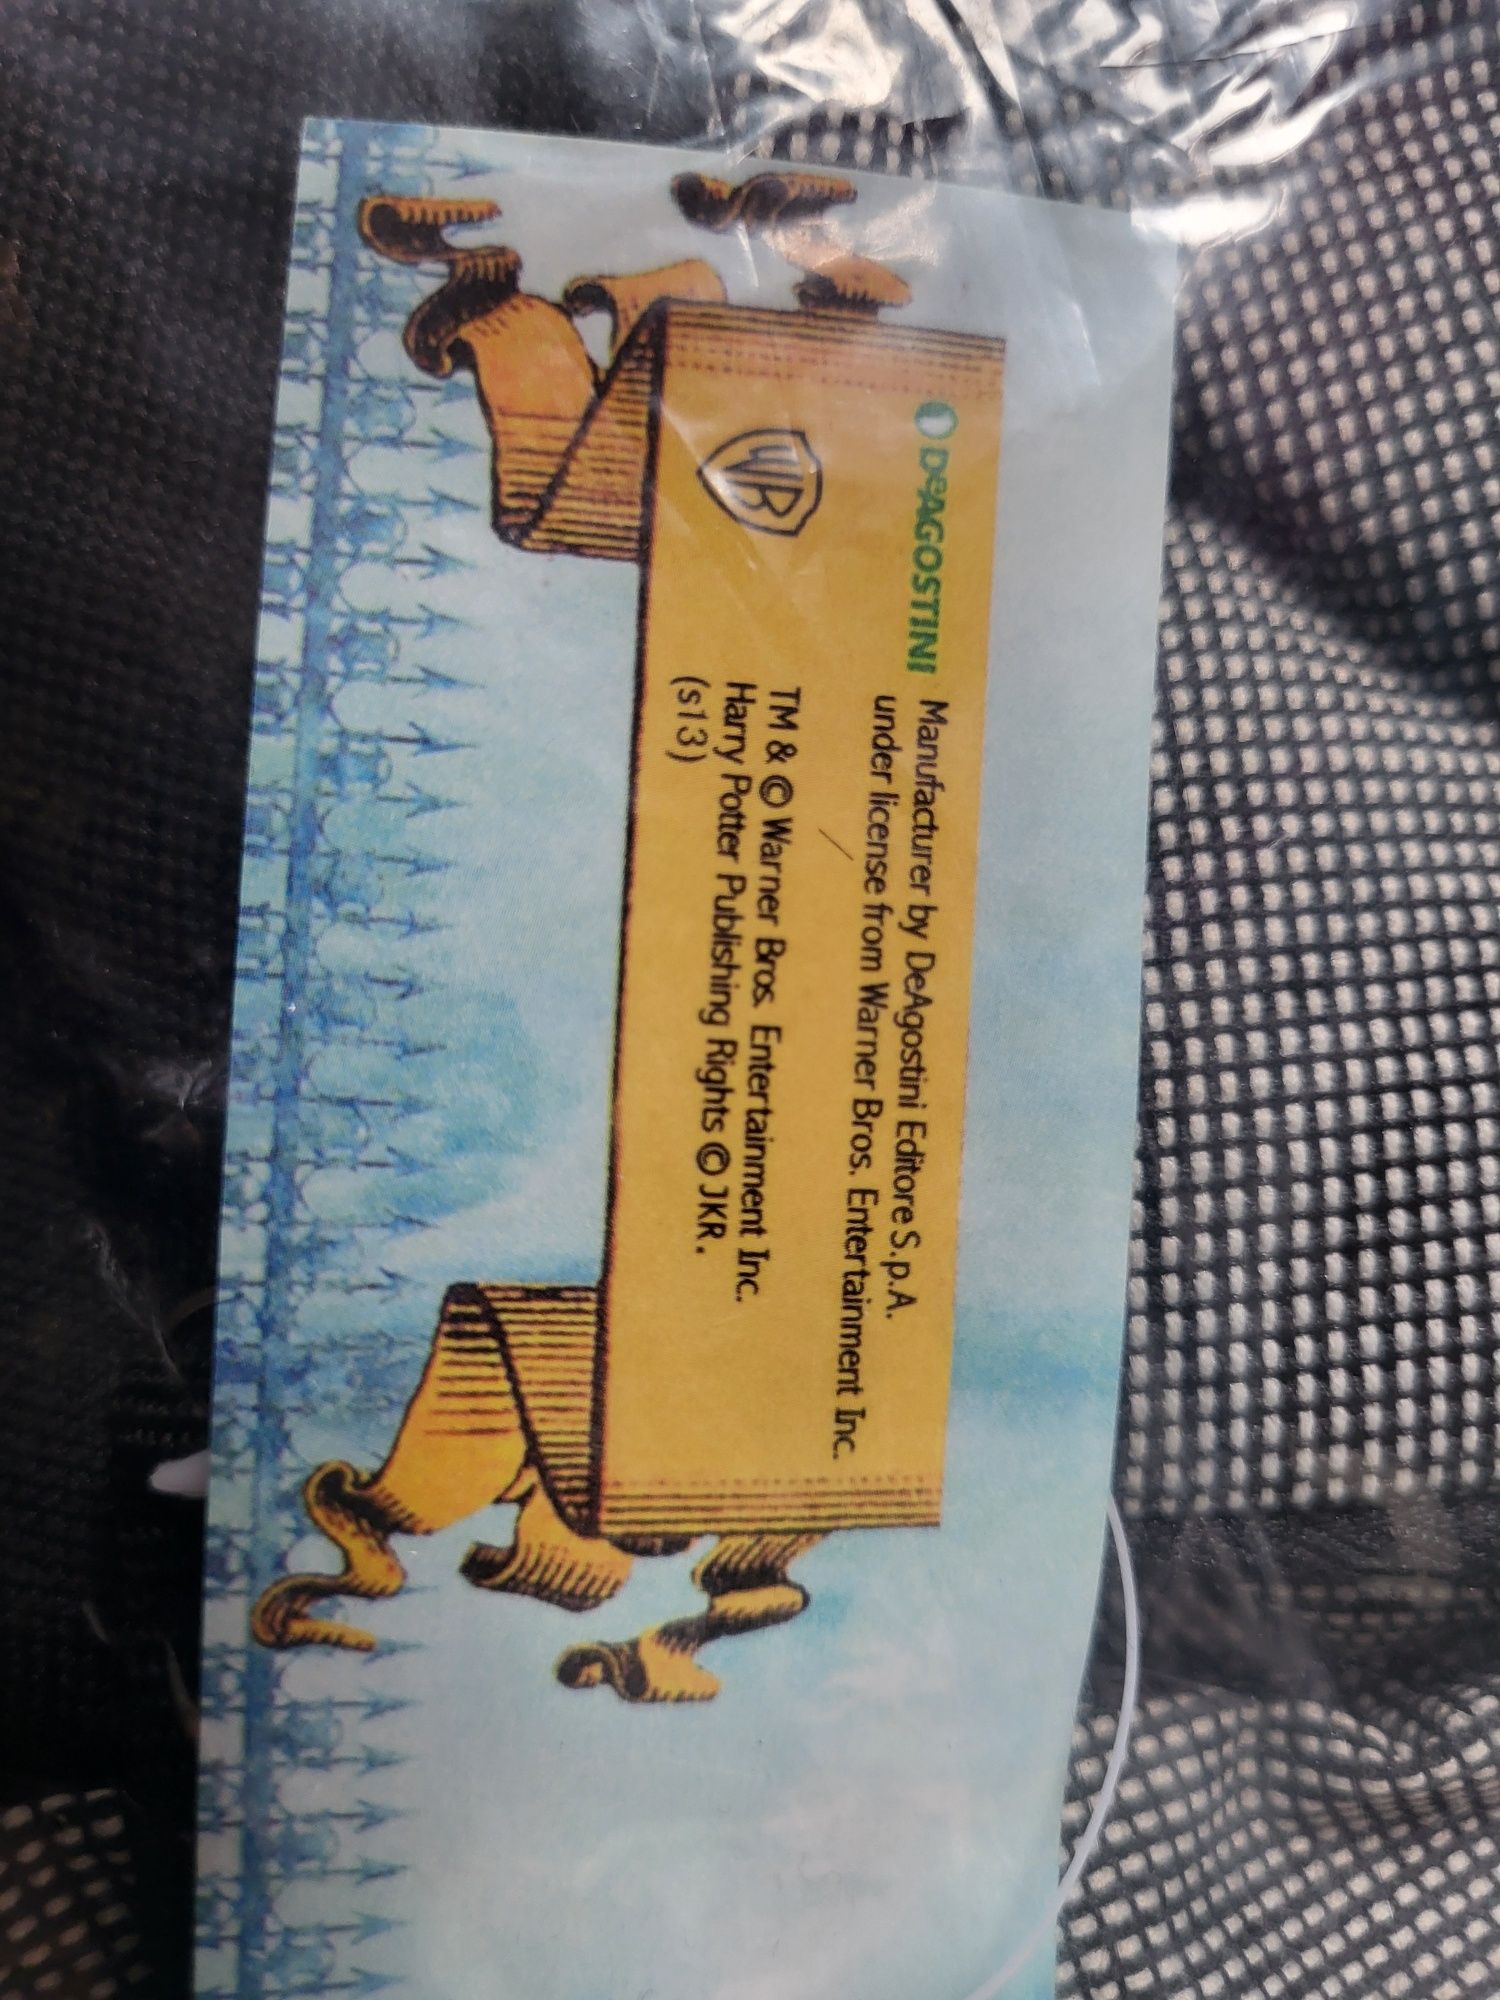 DeAGOSTINI
Manufacturer by DeAgostini Editore S.p.A.
under license from Warner Bros. Entertainment Inc.
WB
TM & © Warner Bros. Entertainment Inc.
Harry Potter Publishing Rights © JKR.
(s13)